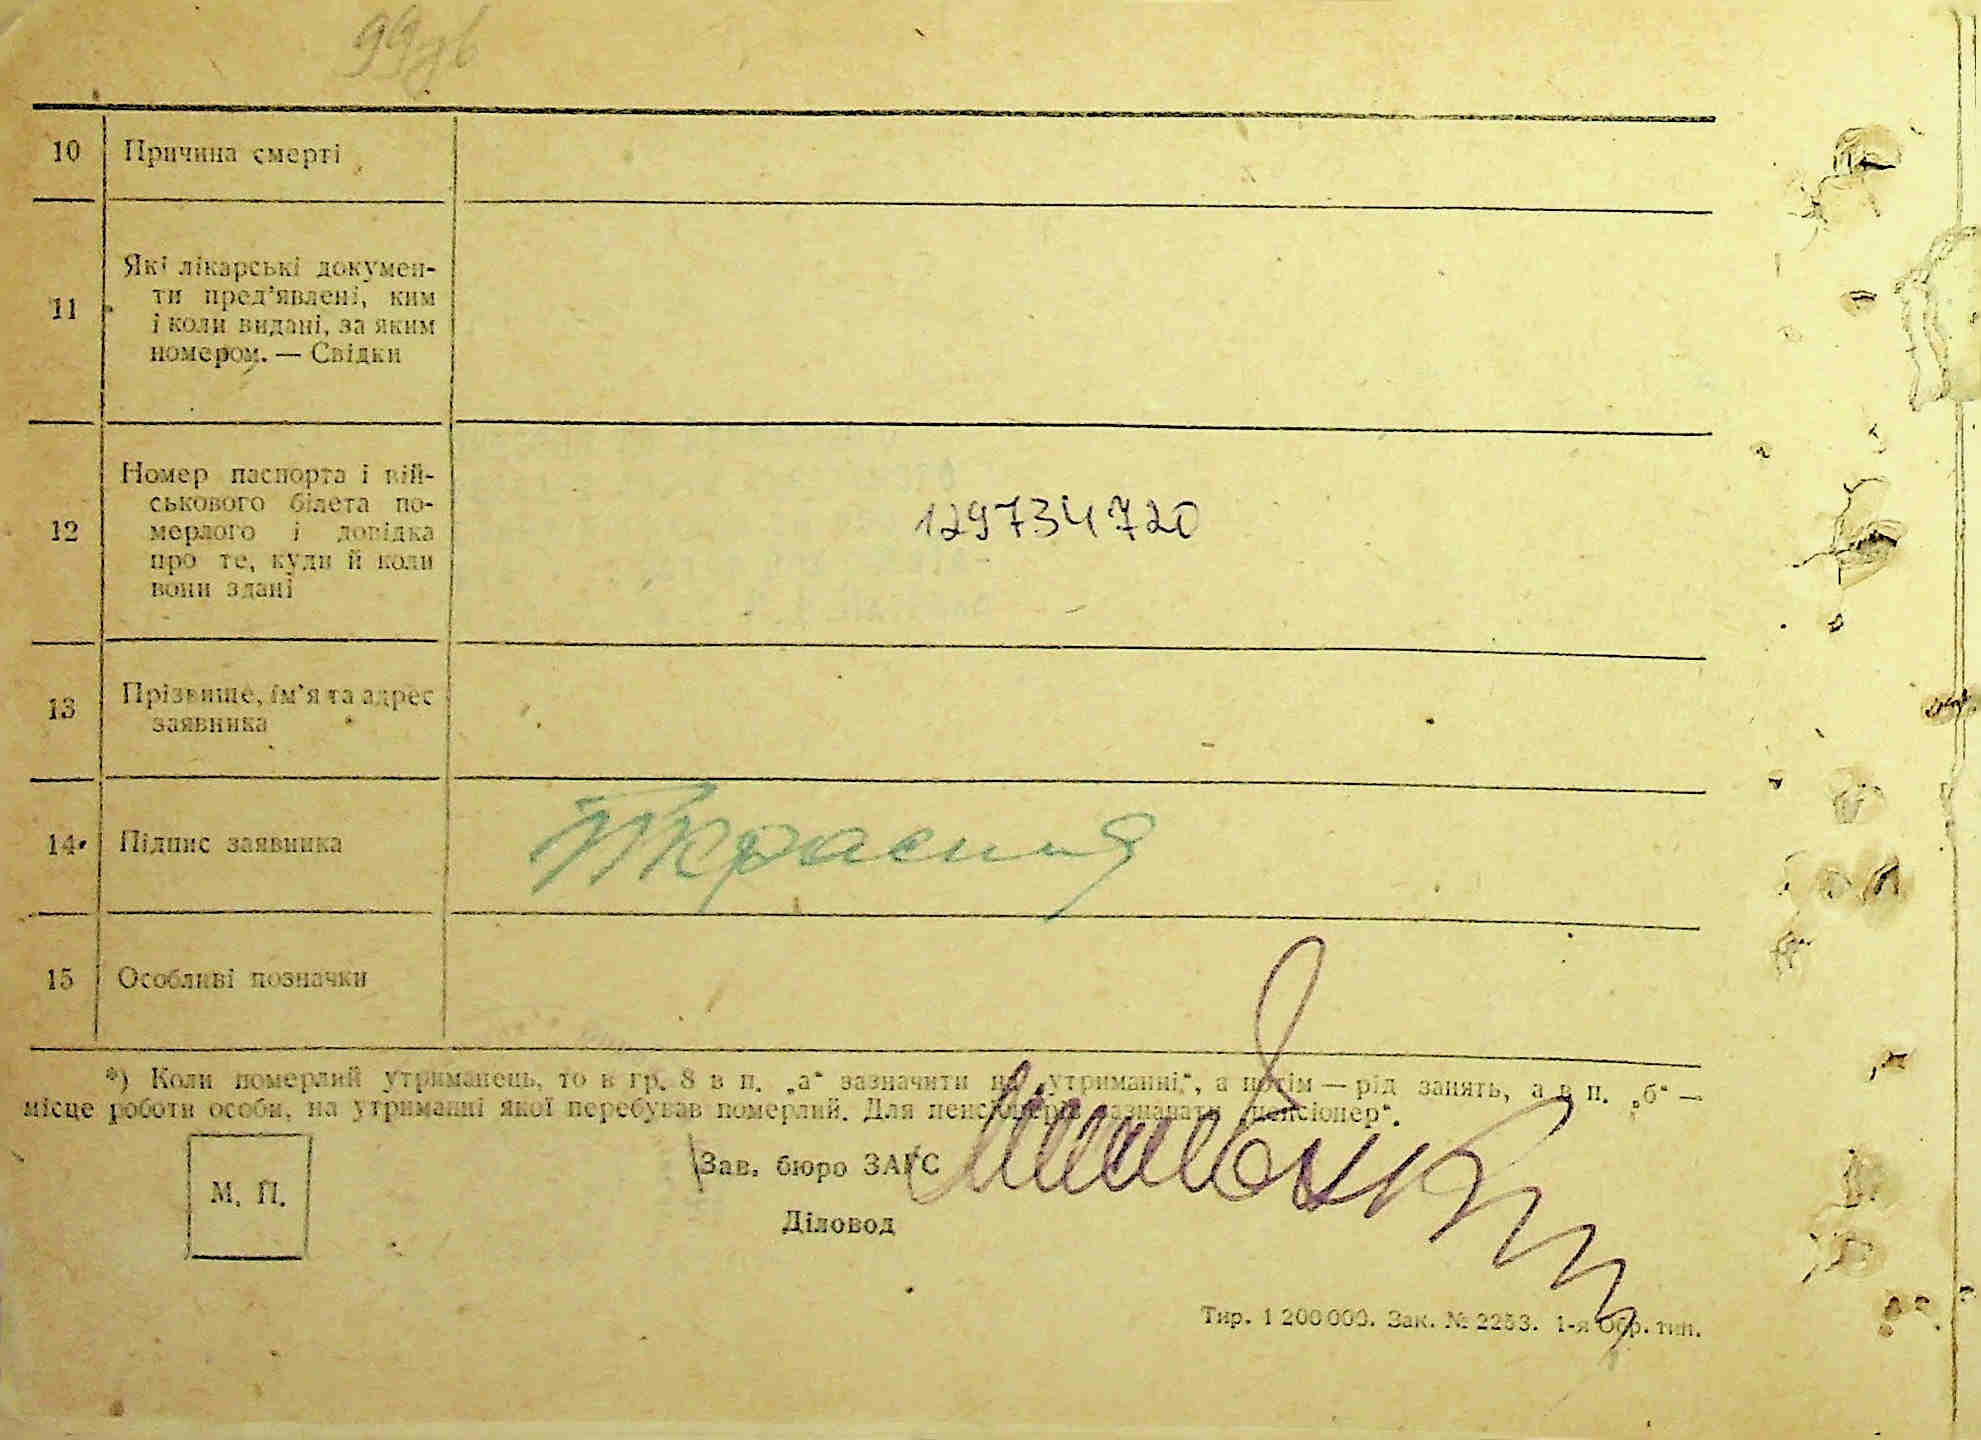 10 Причина смерті
11 Які лікарські докумен-
ти пред'явлені, ким
і коли видані, за яким
номером. — Свідки
12 Номер паспорта і вій-
ськового білета по-
мерлого і довідка
про те, куди й коли
вони здані
129734720
13 Прізвище, ім'я та адрес
заявника
14 Підпис заявника
15 Особливі позначки
*) Коли померлий утриманець, то в гр. 8 в п. „а“ зазначити на „утриманні“, а потім — рід занять, а в п. „б“ —
місце роботи особи, на утриманні якої перебував померлий. Для пенсіонерів зазначати „пенсіонер“.
М. П.
Зав. бюро ЗАГС
Діловод
Тир. 1 200 000. Зак. № 2253. 1-я Обр. тип.